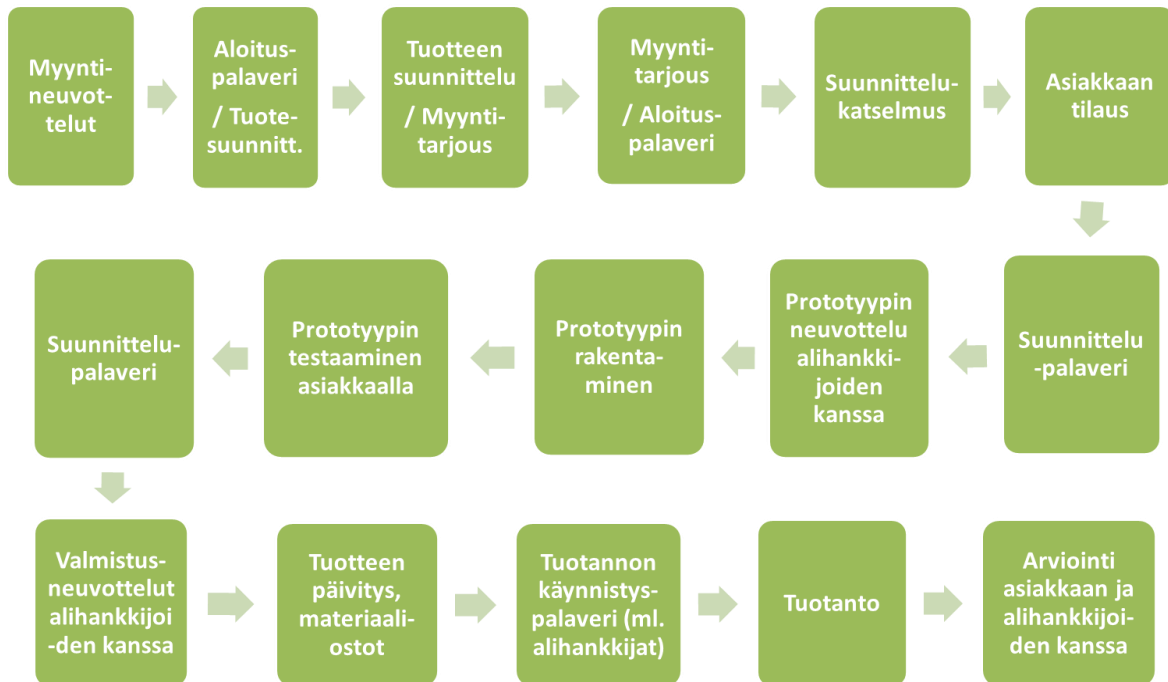 Myynti-
neuvot-
telut
Aloitus-
palaveri
/ Tuote-
suunnitt.
Tuotteen
suunnittelu
/ Myynti-
tarjous
Myynti-
tarjous
/ Aloitus-
palaveri
Suunnittelu-
katselmus
Asiakkaan
tilaus
Suunnittelu
-palaveri
Prototyypin
neuvottelu
alihankki-
joiden
kanssa
Prototyypin
rakenta-
minen
Prototyypin
testaaminen
asiakkaalla
Suunnittelu-
palaveri
Valmistus-
neuvottelut
alihankkijoi
-den kanssa
Tuotteen
päivitys,
materiaali-
ostot
Tuotannon
käynnistys-
palaveri (ml.
alihankkijat)
Tuotanto
Arviointi
asiakkaan ja
alihankkijoi-
den kanssa